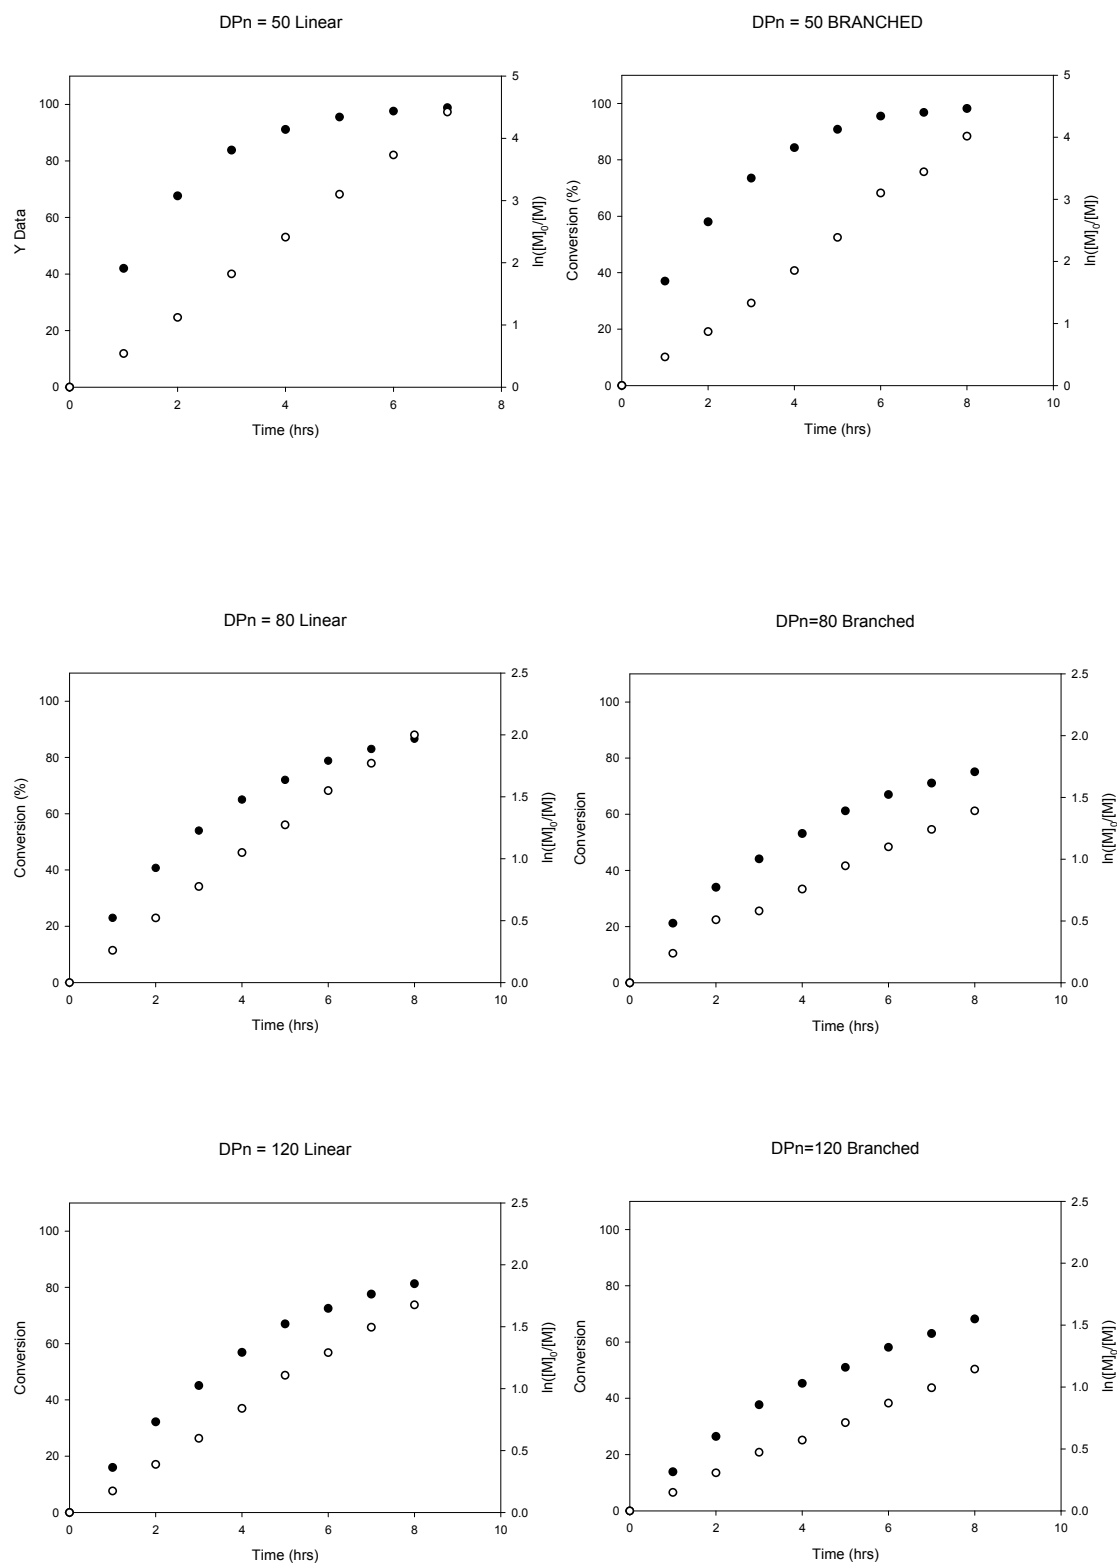 DPn = 50 Linear
DPn = 50 BRANCHED
100
80
60
40
20
0
Y Data
5
4
3
2
1
0
ln([M]₀/[M])
0 2 4 6 8
Time (hrs)
100
80
60
40
20
0
Conversion (%)
5
4
3
2
1
0
ln([M]₀/[M])
0 2 4 6 8 10
Time (hrs)
DPn = 80 Linear
DPn=80 Branched
100
80
60
40
20
0
Conversion (%)
2.5
2.0
1.5
1.0
0.5
0.0
ln([M]₀/[M])
0 2 4 6 8 10
Time (hrs)
100
80
60
40
20
0
Conversion
2.5
2.0
1.5
1.0
0.5
0.0
ln([M]₀/[M])
0 2 4 6 8 10
Time (hrs)
DPn = 120 Linear
DPn=120 Branched
100
80
60
40
20
0
Conversion
2.5
2.0
1.5
1.0
0.5
0.0
ln([M]₀/[M])
0 2 4 6 8 10
Time (hrs)
100
80
60
40
20
0
Conversion
2.5
2.0
1.5
1.0
0.5
0.0
ln([M]₀/[M])
0 2 4 6 8 10
Time (hrs)